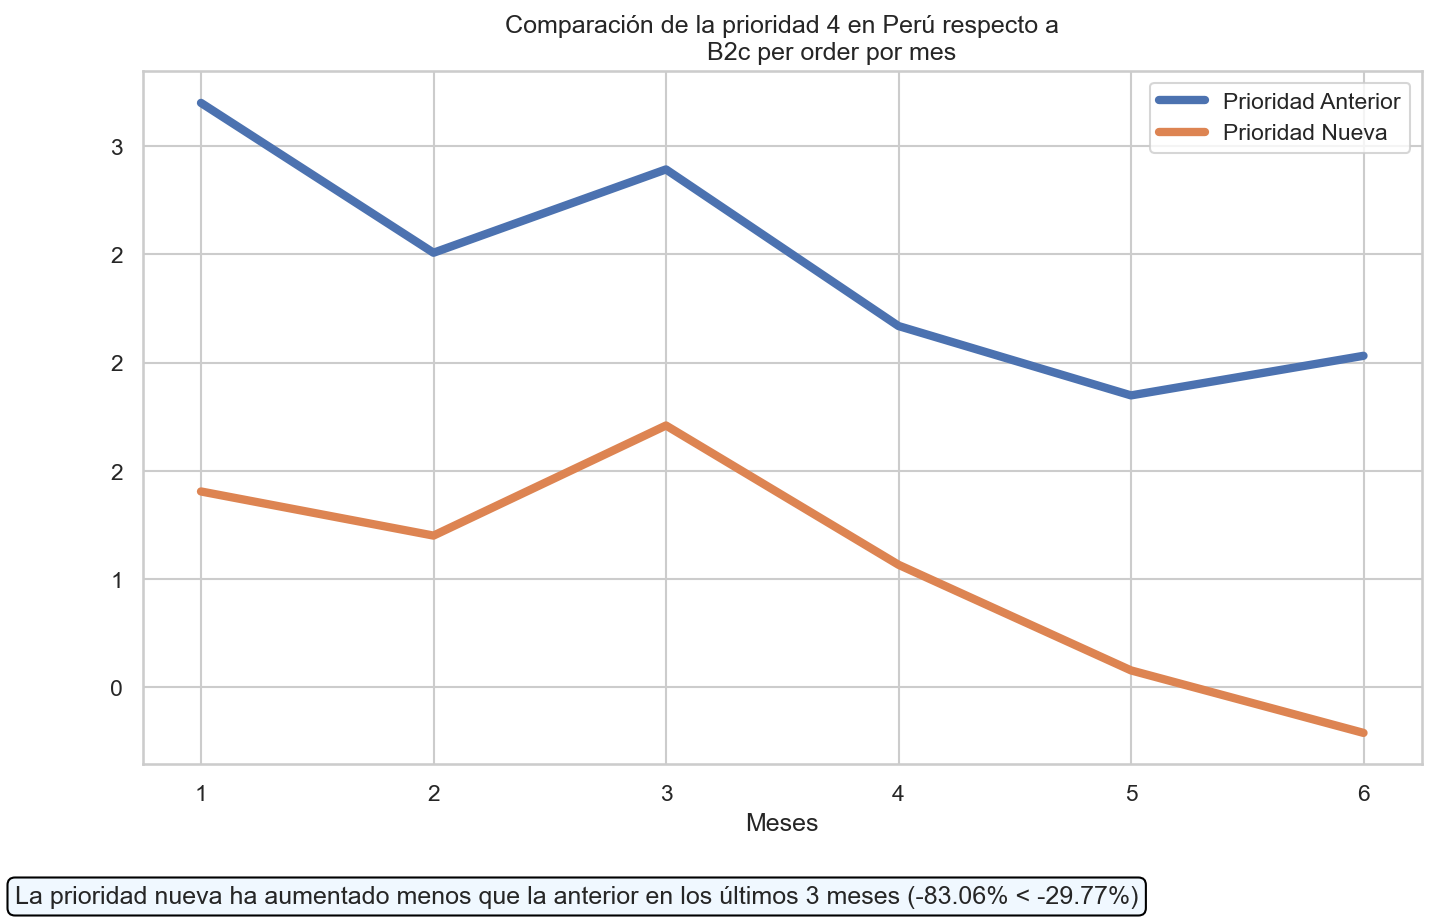 Comparación de la prioridad 4 en Perú respecto a
B2c per order por mes
Prioridad Anterior
Prioridad Nueva
3
2
2
2
1
0
1 2 3 4 5 6
Meses
La prioridad nueva ha aumentado menos que la anterior en los últimos 3 meses (-83.06% < -29.77%)